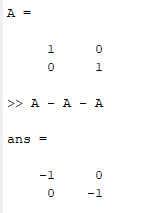 A =
1 0
0 1
>> A - A - A
ans =
-1 0
0 -1